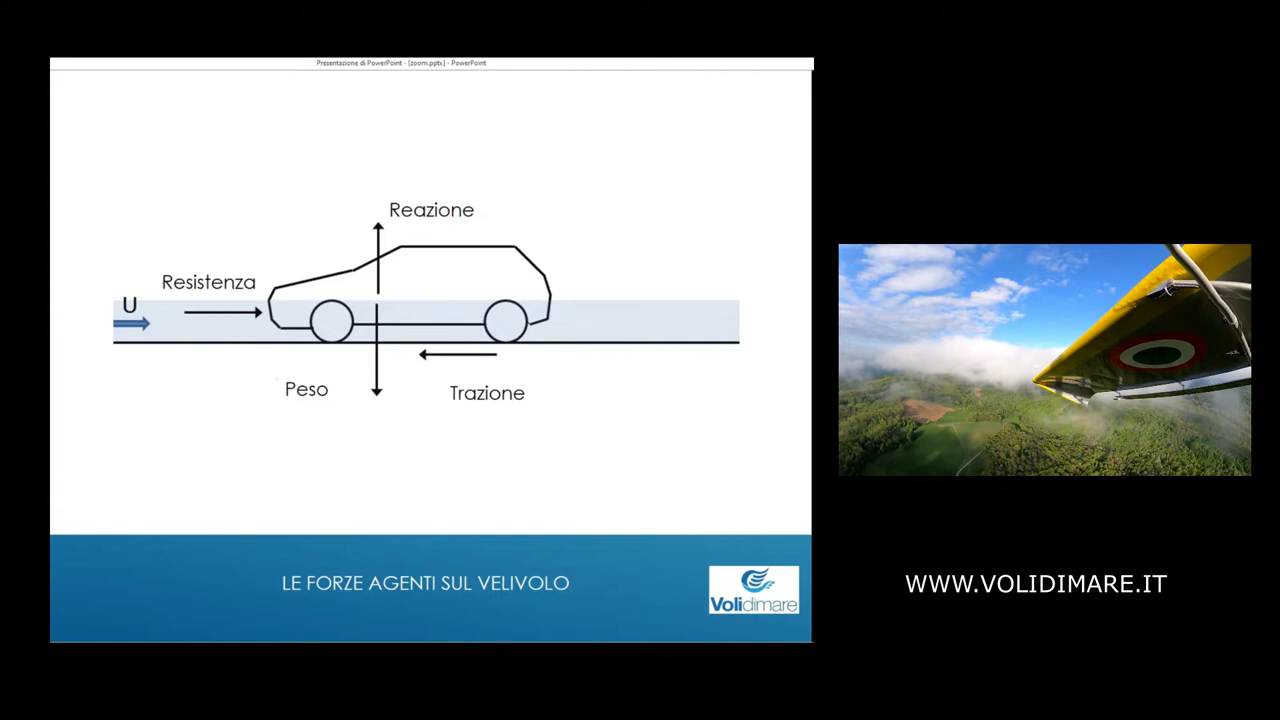 Presentazione di PowerPoint - [zoom.pptx] - PowerPoint
Reazione
Resistenza
U
Peso
Trazione
LE FORZE AGENTI SUL VELIVOLO
Volidimare
WWW.VOLIDIMARE.IT